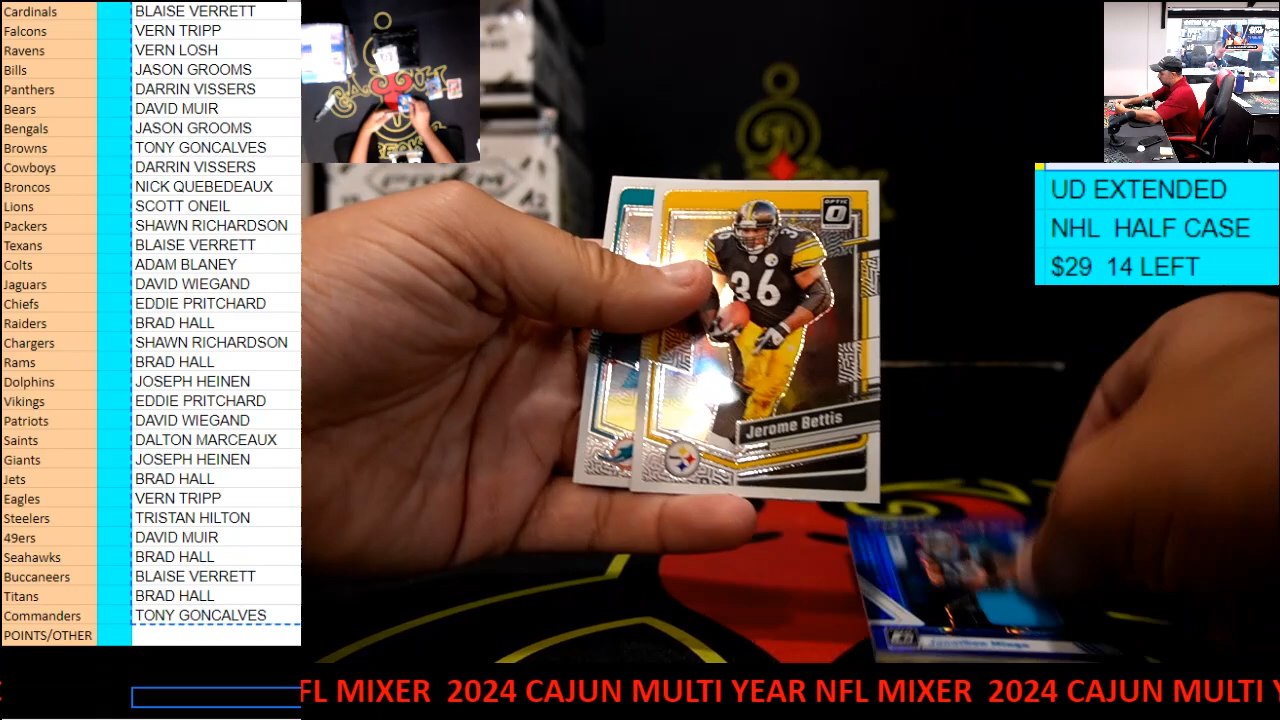 Cardinals BLAISE VERRETT
Falcons VERN TRIPP
Ravens VERN LOSH
Bills JASON GROOMS
Panthers DARRIN VISSERS
Bears DAVID MUIR
Bengals JASON GROOMS
Browns TONY GONCALVES
Cowboys DARRIN VISSERS
Broncos NICK QUEBEDEAUX
Lions SCOTT ONEIL
Packers SHAWN RICHARDSON
Texans BLAISE VERRETT
Colts ADAM BLANEY
Jaguars DAVID WIEGAND
Chiefs EDDIE PRITCHARD
Raiders BRAD HALL
Chargers SHAWN RICHARDSON
Rams BRAD HALL
Dolphins JOSEPH HEINEN
Vikings EDDIE PRITCHARD
Patriots DAVID WIEGAND
Saints DALTON MARCEAUX
Giants JOSEPH HEINEN
Jets BRAD HALL
Eagles VERN TRIPP
Steelers TRISTAN HILTON
49ers DAVID MUIR
Seahawks BRAD HALL
Buccaneers BLAISE VERRETT
Titans BRAD HALL
Commanders TONY GONCALVES
POINTS/OTHER
UD EXTENDED
NHL HALF CASE
$29 14 LEFT
OPTIC
36
Jerome Bettis
Jonathan Mingo
FL MIXER 2024 CAJUN MULTI YEAR NFL MIXER 2024 CAJUN MULTI Y